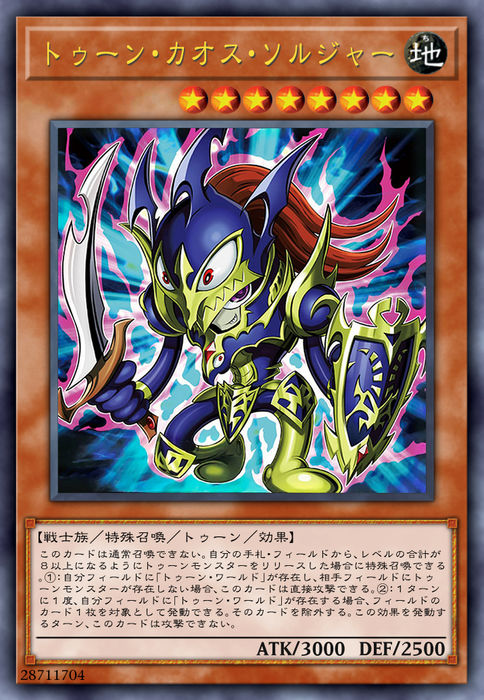 トゥーン・カオス・ソルジャー
ち
地
【戦士族／特殊召喚／トゥーン／効果】
このカードは通常召喚できない。自分の手札・フィールドから、レベルの合計が
８以上になるようにトゥーンモンスターをリリースした場合に特殊召喚できる
。①：自分フィールドに「トゥーン・ワールド」が存在し、相手フィールドにトゥ
ーンモンスターが存在しない場合、このカードは直接攻撃できる。②：１ターン
に１度、自分フィールドに「トゥーン・ワールド」が存在する場合、フィールドの
カード１枚を対象として発動できる。そのカードを除外する。この効果を発動す
るターン、このカードは攻撃できない。
ATK/3000 DEF/2500
28711704